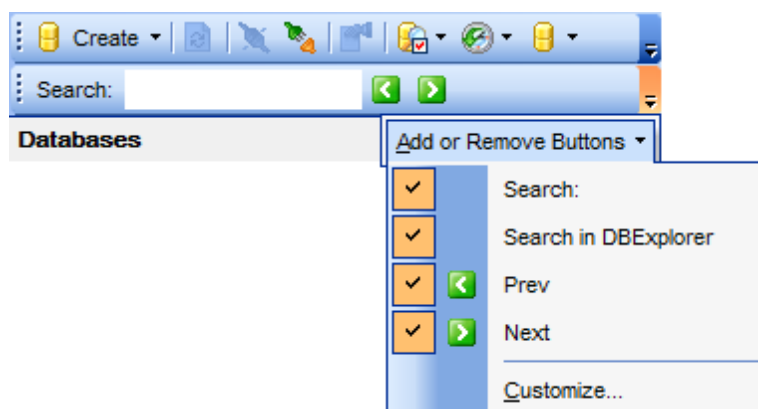 Create
Search:
Databases
Add or Remove Buttons
Search:
Search in DBExplorer
Prev
Next
Customize...